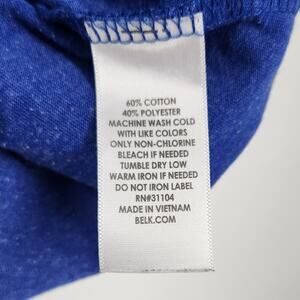 60% COTTON
40% POLYESTER
MACHINE WASH COLD
WITH LIKE COLORS
ONLY NON-CHLORINE
BLEACH IF NEEDED
TUMBLE DRY LOW
WARM IRON IF NEEDED
DO NOT IRON LABEL
RN#31104
MADE IN VIETNAM
BELK.COM